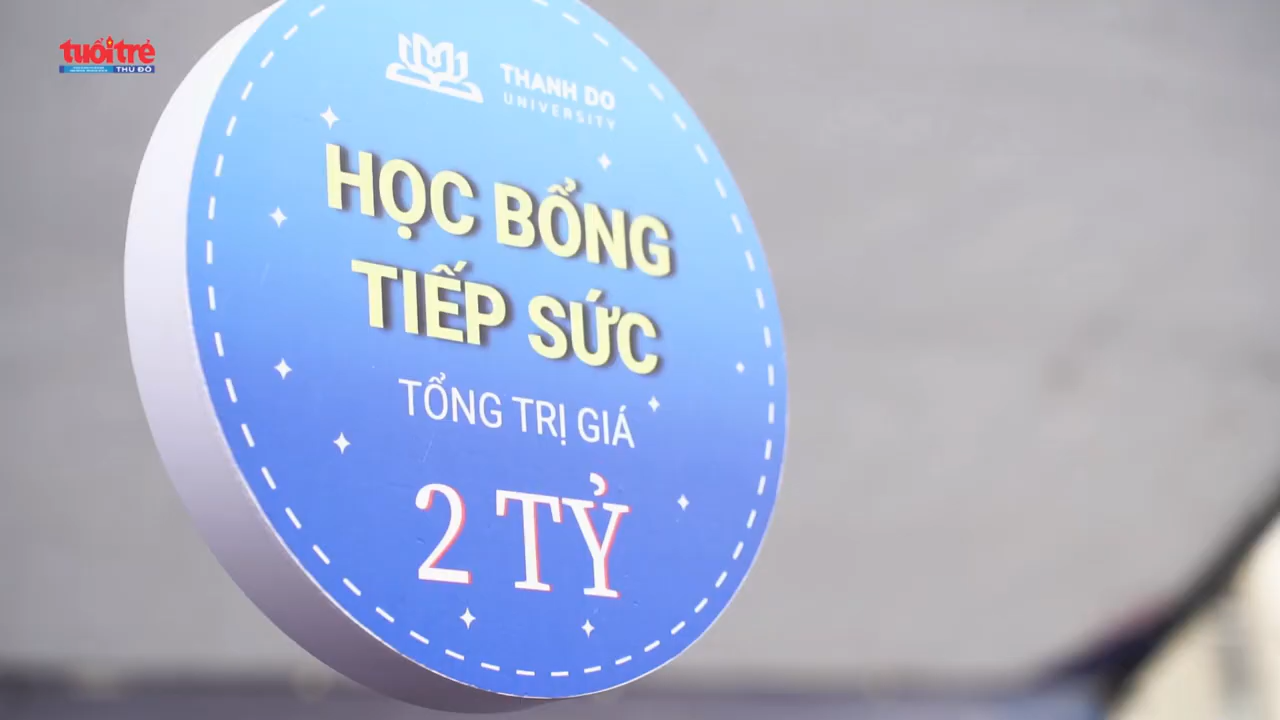 tuổi trẻ
THỦ ĐÔ
THANH DO
UNIVERSITY
HỌC BỔNG
TIẾP SỨC
TỔNG TRỊ GIÁ
2 TỶ